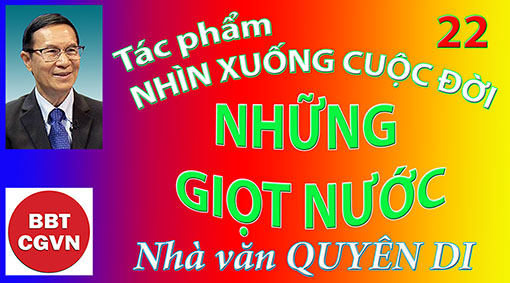 Tác phẩm
22
NHÌN XUỐNG CUỘC ĐỜI
NHỮNG
GIỌT NƯỚC
BBT
CGVN
Nhà văn QUYÊN DI